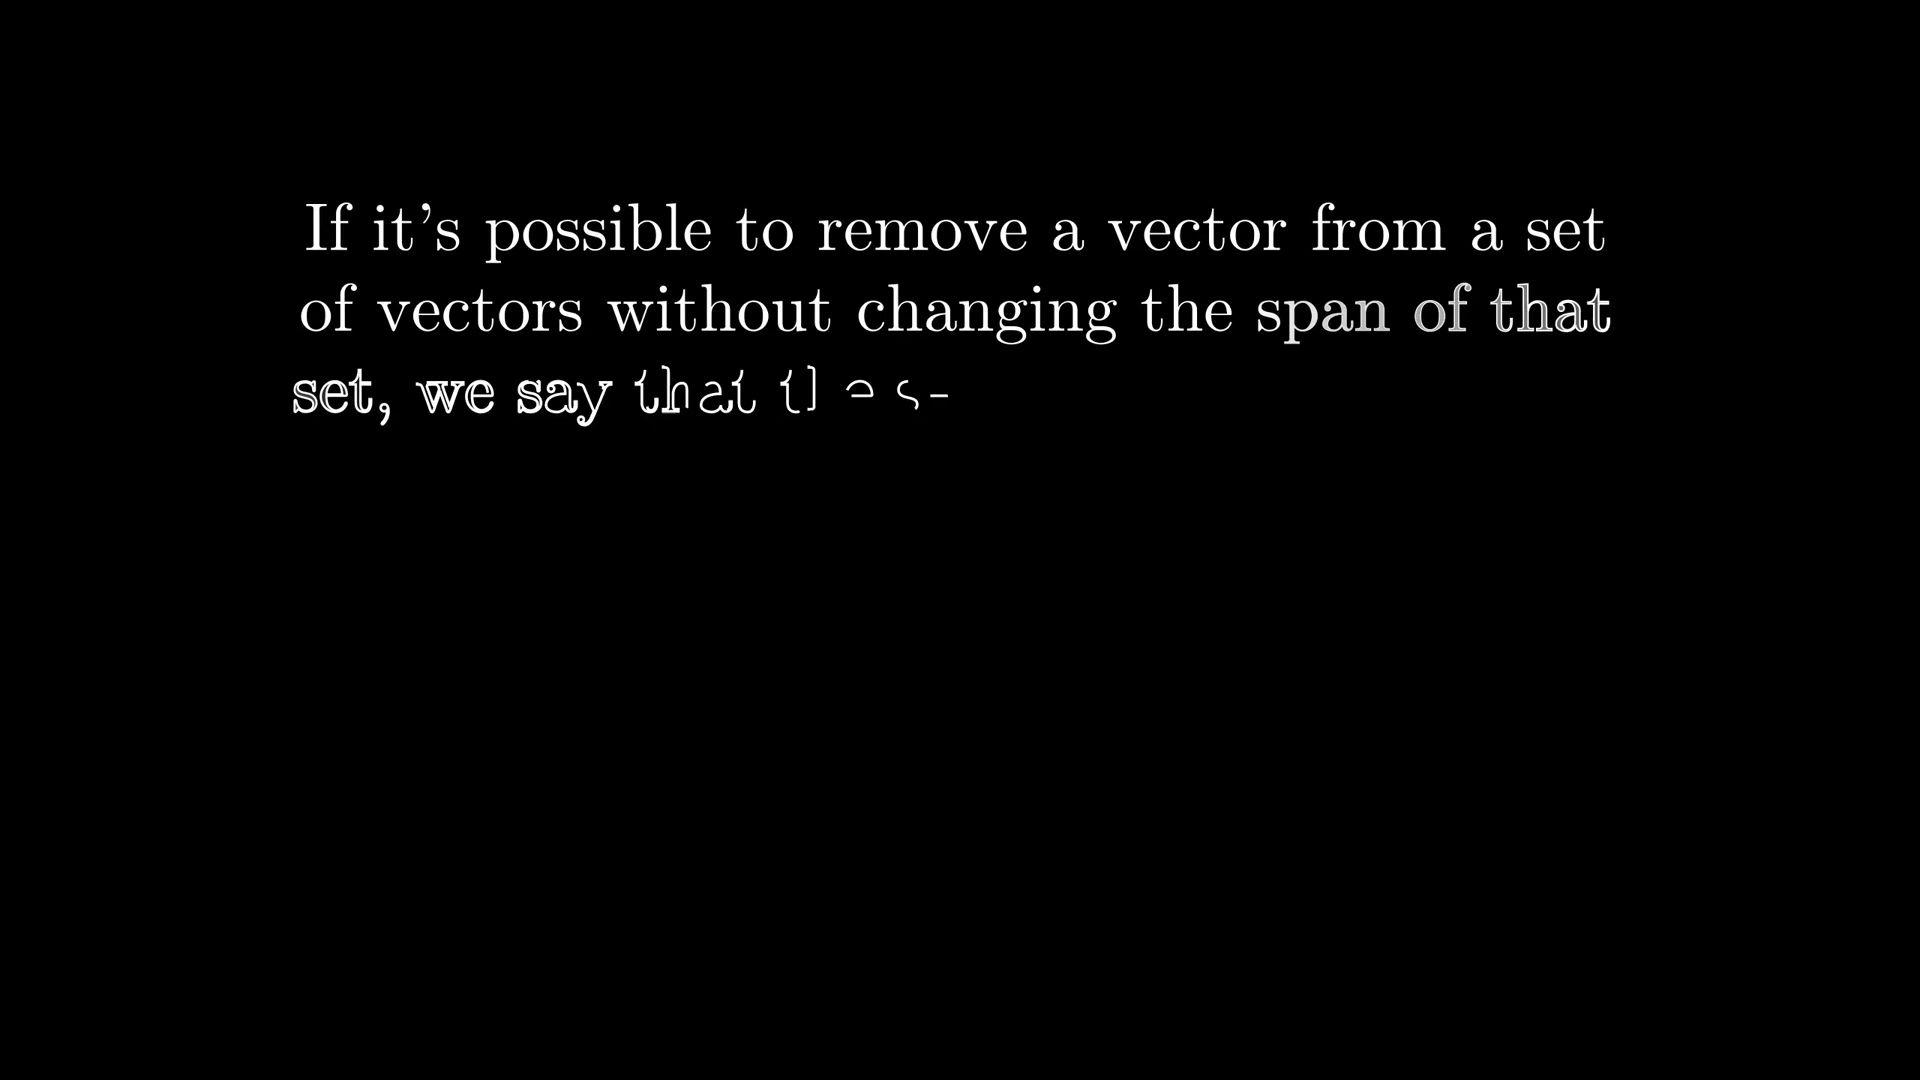 If it's possible to remove a vector from a set
of vectors without changing the span of that
set, we say that